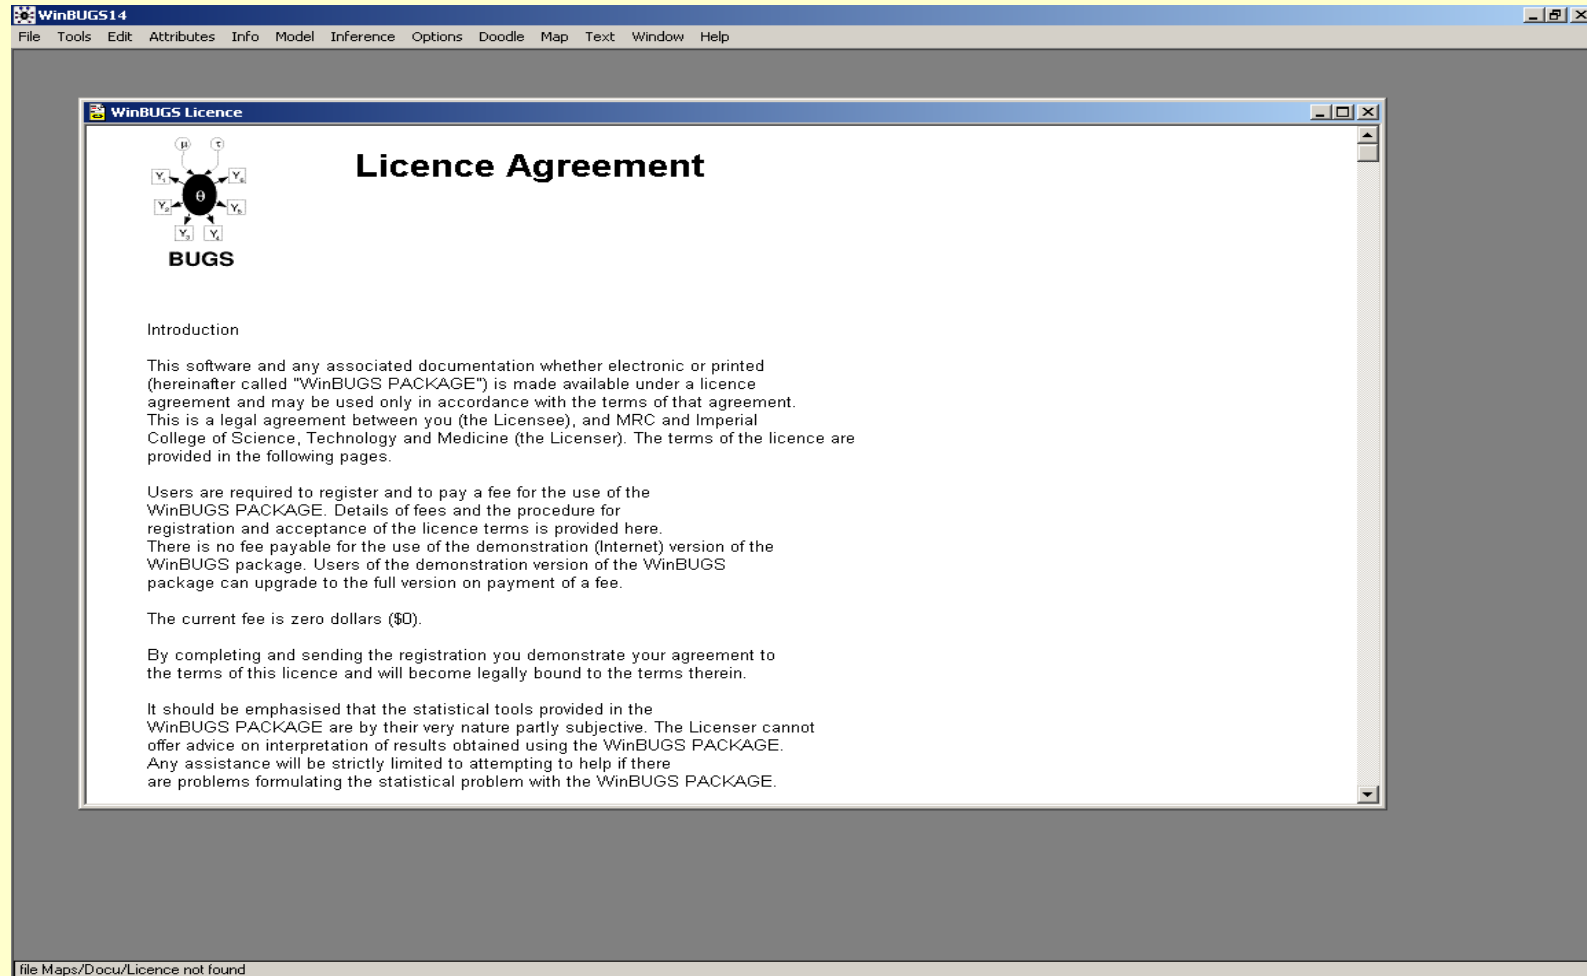 WinBUGS14
File Tools Edit Attributes Info Model Inference Options Doodle Map Text Window Help
WinBUGS Licence
μ τ
Licence Agreement
Y1 Y6
θ
Y2 Y5
Y3 Y4
BUGS
Introduction
This software and any associated documentation whether electronic or printed
(hereinafter called "WinBUGS PACKAGE") is made available under a licence
agreement and may be used only in accordance with the terms of that agreement.
This is a legal agreement between you (the Licensee), and MRC and Imperial
College of Science, Technology and Medicine (the Licenser). The terms of the licence are
provided in the following pages.
Users are required to register and to pay a fee for the use of the
WinBUGS PACKAGE. Details of fees and the procedure for
registration and acceptance of the licence terms is provided here.
There is no fee payable for the use of the demonstration (Internet) version of the
WinBUGS package. Users of the demonstration version of the WinBUGS
package can upgrade to the full version on payment of a fee.
The current fee is zero dollars ($0).
By completing and sending the registration you demonstrate your agreement to
the terms of this licence and will become legally bound to the terms therein.
It should be emphasised that the statistical tools provided in the
WinBUGS PACKAGE are by their very nature partly subjective. The Licenser cannot
offer advice on interpretation of results obtained using the WinBUGS PACKAGE.
Any assistance will be strictly limited to attempting to help if there
are problems formulating the statistical problem with the WinBUGS PACKAGE.
file Maps/Docu/Licence not found